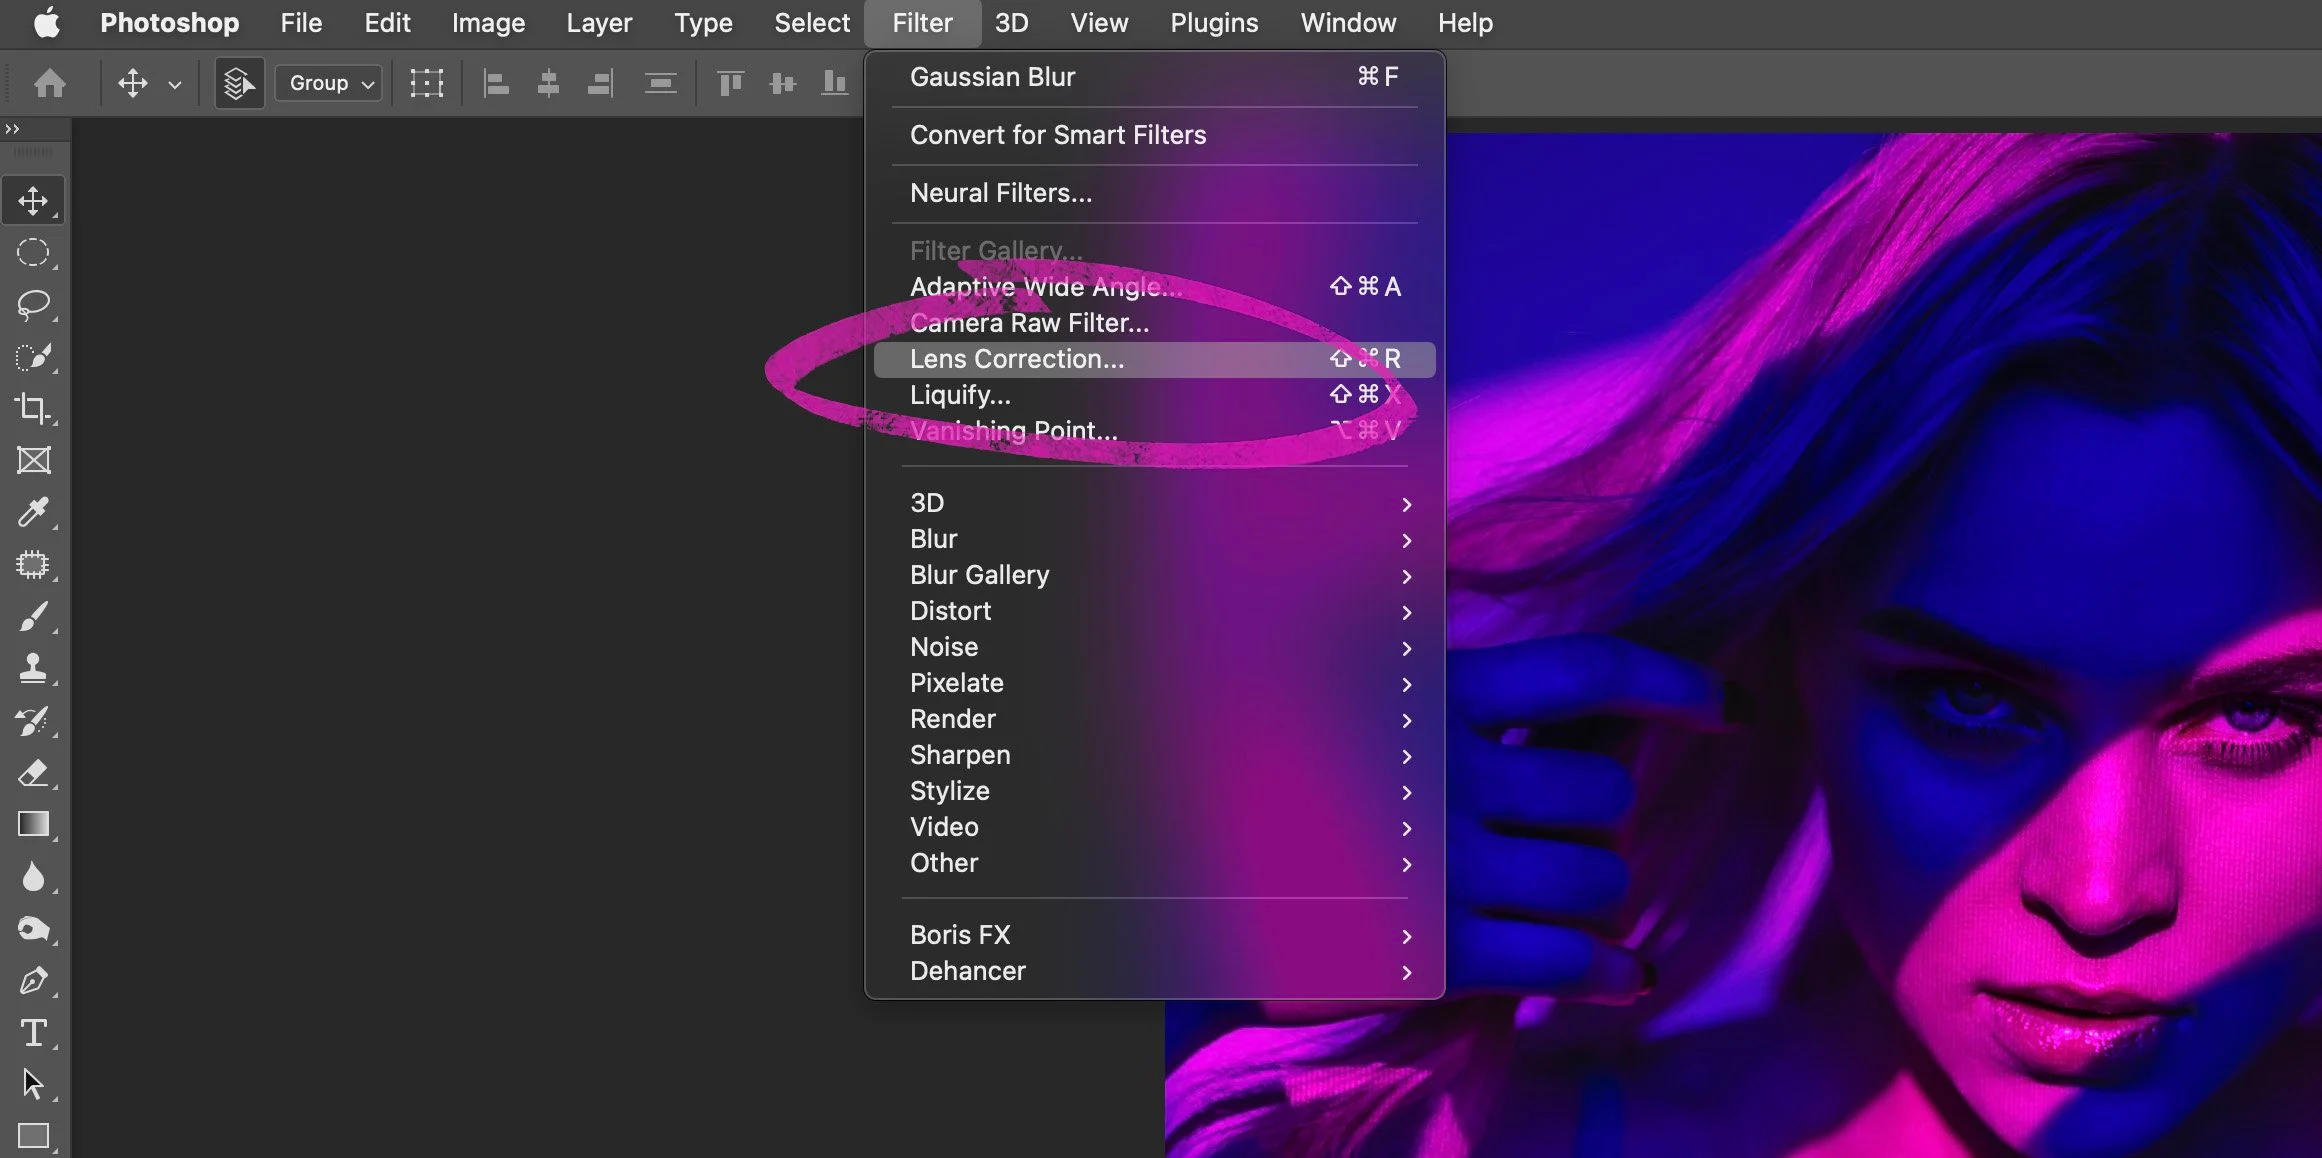 Photoshop File Edit Image Layer Type Select Filter 3D View Plugins Window Help
Group
Gaussian Blur ⌘F
Convert for Smart Filters
Neural Filters...
Filter Gallery...
Adaptive Wide Angle... ⇧⌘A
Camera Raw Filter...
Lens Correction... ⇧⌘R
Liquify... ⇧⌘X
Vanishing Point... ⌥⌘V
3D
Blur
Blur Gallery
Distort
Noise
Pixelate
Render
Sharpen
Stylize
Video
Other
Boris FX
Dehancer